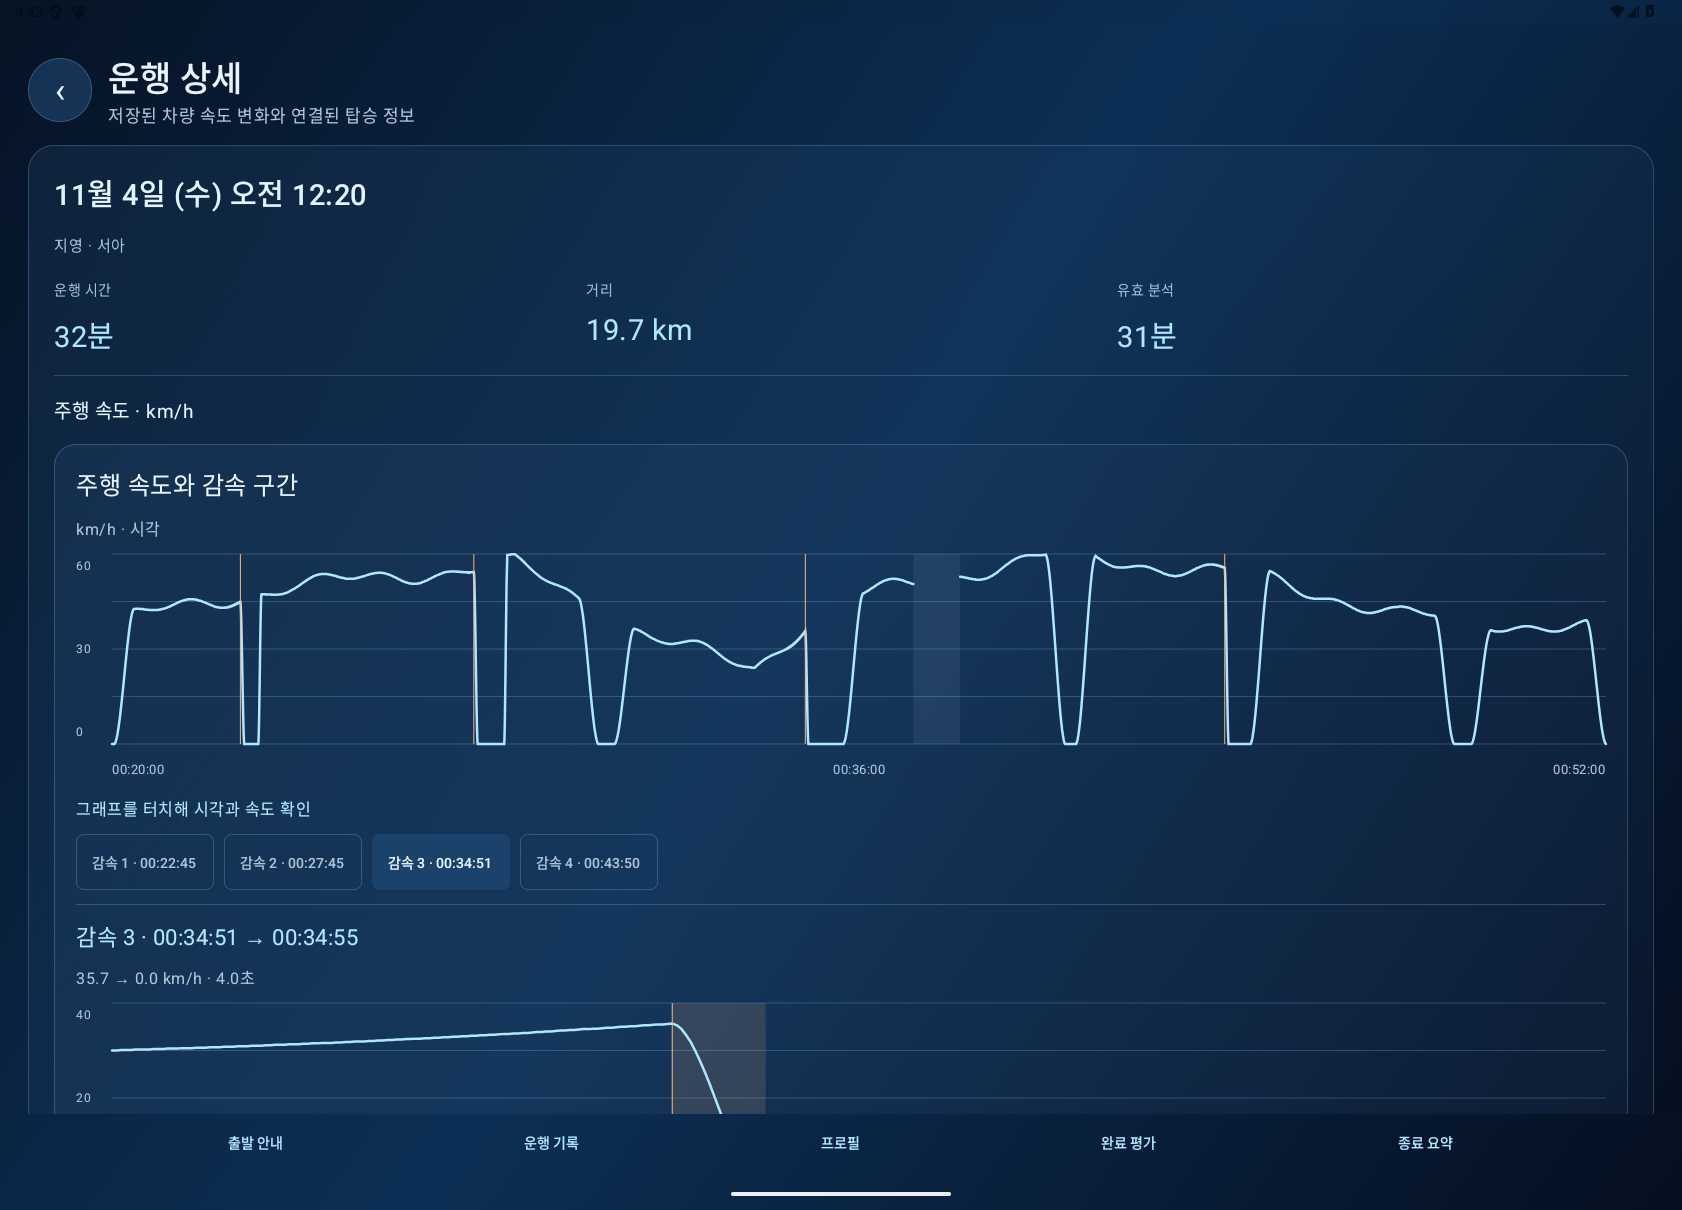 4:43
‹
운행 상세
저장된 차량 속도 변화와 연결된 탑승 정보
11월 4일 (수) 오전 12:20
지영 · 서아
운행 시간 거리 유효 분석
32분 19.7 km 31분
주행 속도 · km/h
주행 속도와 감속 구간
km/h · 시각
60
30
0
00:20:00 00:36:00 00:52:00
그래프를 터치해 시각과 속도 확인
감속 1 · 00:22:45 감속 2 · 00:27:45 감속 3 · 00:34:51 감속 4 · 00:43:50
감속 3 · 00:34:51 → 00:34:55
35.7 → 0.0 km/h · 4.0초
40
20
출발 안내 운행 기록 프로필 완료 평가 종료 요약